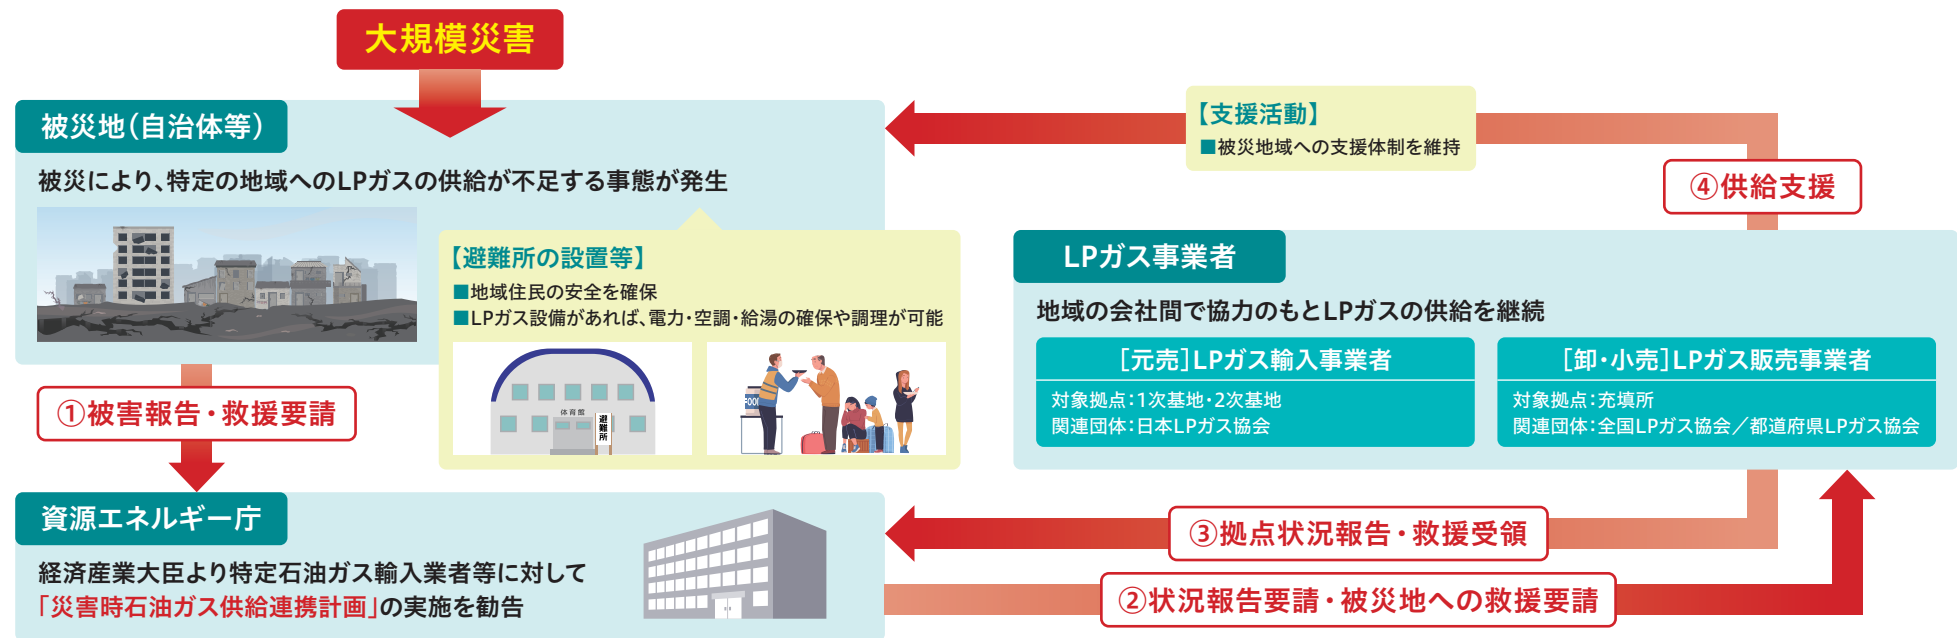 大規模災害
被災地（自治体等）
被災により、特定の地域へのLPガスの供給が不足する事態が発生
【避難所の設置等】
■地域住民の安全を確保
■LPガス設備があれば、電力・空調・給湯の確保や調理が可能
体育館
避難所
FOOD
①被害報告・救援要請
資源エネルギー庁
経済産業大臣より特定石油ガス輸入業者等に対して
「災害時石油ガス供給連携計画」の実施を勧告
【支援活動】
■被災地域への支援体制を維持
④供給支援
LPガス事業者
地域の会社間で協力のもとLPガスの供給を継続
［元売］LPガス輸入事業者
対象拠点：1次基地・2次基地
関連団体：日本LPガス協会
［卸・小売］LPガス販売事業者
対象拠点：充填所
関連団体：全国LPガス協会／都道府県LPガス協会
③拠点状況報告・救援受領
②状況報告要請・被災地への救援要請